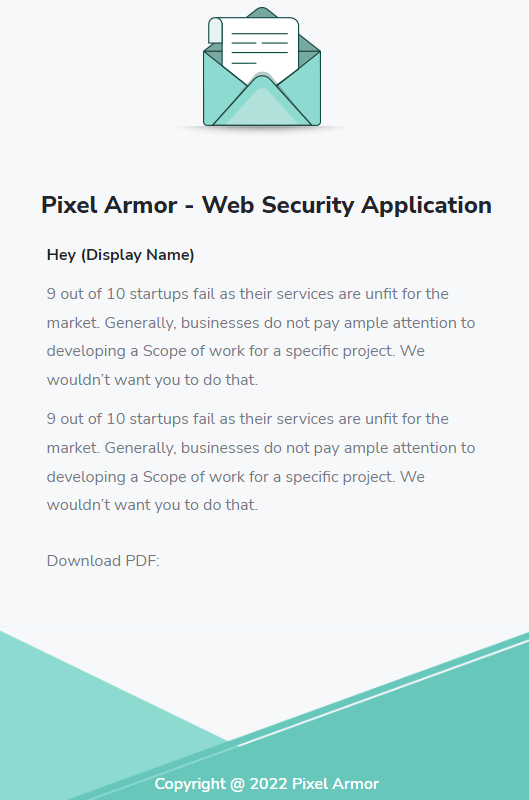 Pixel Armor - Web Security Application
Hey (Display Name)
9 out of 10 startups fail as their services are unfit for the
market. Generally, businesses do not pay ample attention to
developing a Scope of work for a specific project. We
wouldn’t want you to do that.
9 out of 10 startups fail as their services are unfit for the
market. Generally, businesses do not pay ample attention to
developing a Scope of work for a specific project. We
wouldn’t want you to do that.
Download PDF:
Copyright @ 2022 Pixel Armor